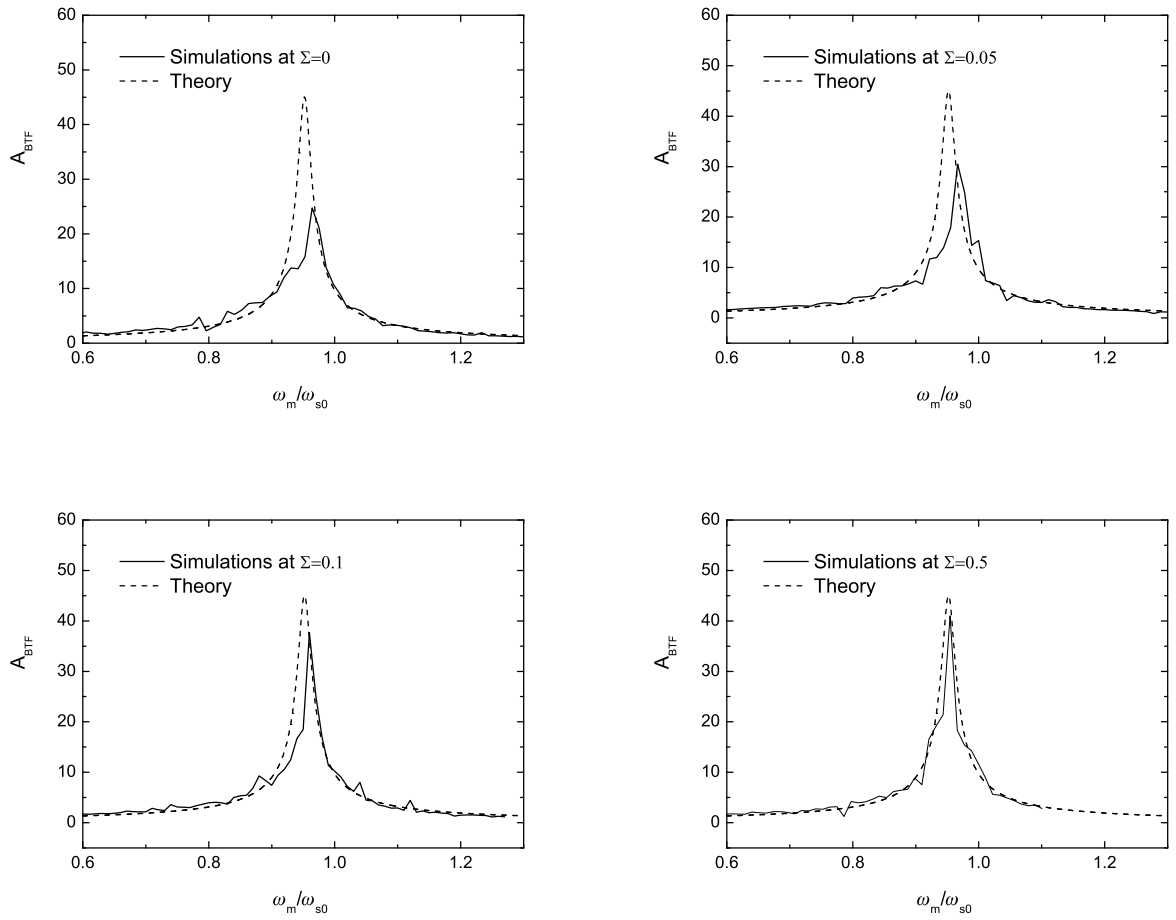 60
50
40
30
20
10
0
A_BTF
Simulations at Σ=0
Theory
0.6 0.8 1.0 1.2
ω_m/ω_s0
60
50
40
30
20
10
0
A_BTF
Simulations at Σ=0.05
Theory
0.6 0.8 1.0 1.2
ω_m/ω_s0
60
50
40
30
20
10
0
A_BTF
Simulations at Σ=0.1
Theory
0.6 0.8 1.0 1.2
ω_m/ω_s0
60
50
40
30
20
10
0
A_BTF
Simulations at Σ=0.5
Theory
0.6 0.8 1.0 1.2
ω_m/ω_s0